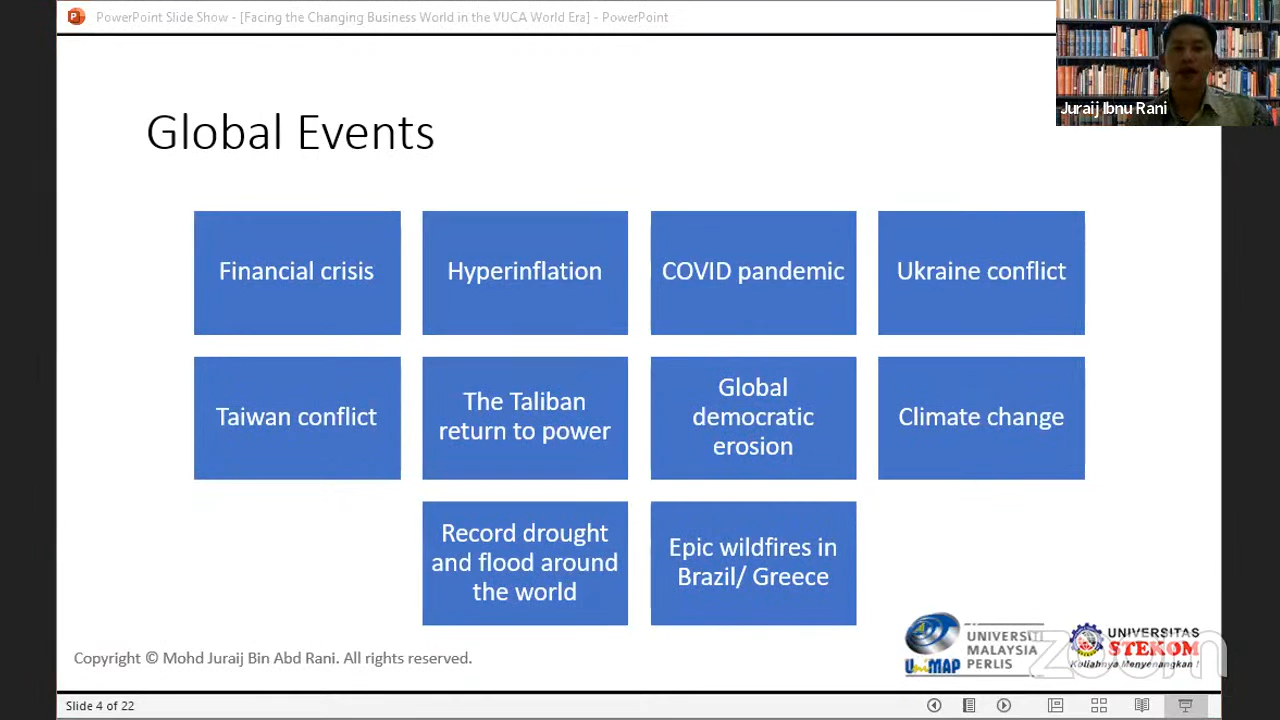 PowerPoint Slide Show - [Facing the Changing Business World in the VUCA World Era] - PowerPoint
Juraij Ibnu Rani
Global Events
Financial crisis
Hyperinflation
COVID pandemic
Ukraine conflict
Taiwan conflict
The Taliban
return to power
Global
democratic
erosion
Climate change
Record drought
and flood around
the world
Epic wildfires in
Brazil/ Greece
UniMAP
UNIVERSITI
MALAYSIA
PERLIS
UNIVERSITAS
STEKOM
Kuliahnya Menyenangkan !
zoom
Copyright © Mohd Juraij Bin Abd Rani. All rights reserved.
Slide 4 of 22